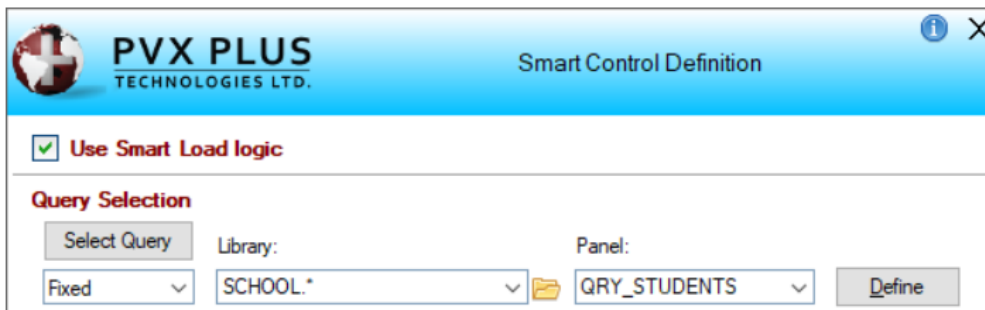 PVX PLUS
TECHNOLOGIES LTD.
Smart Control Definition
Use Smart Load logic
Query Selection
Select Query
Library:
Panel:
Fixed
SCHOOL.*
QRY_STUDENTS
Define